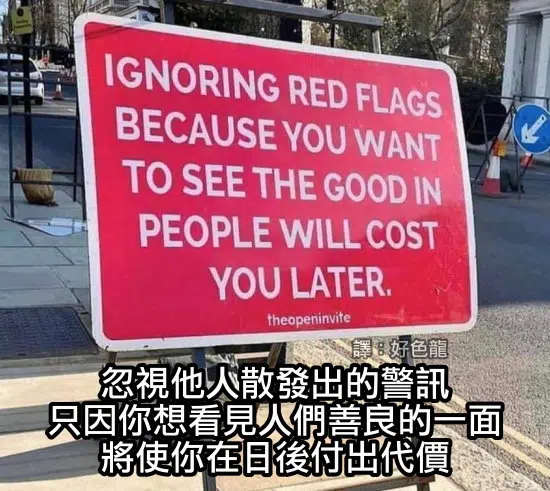 IGNORING RED FLAGS
BECAUSE YOU WANT
TO SEE THE GOOD IN
PEOPLE WILL COST
YOU LATER.
theopeninvite
譯：好色龍
忽視他人散發出的警訊
只因你想看見人們善良的一面
將使你在日後付出代價